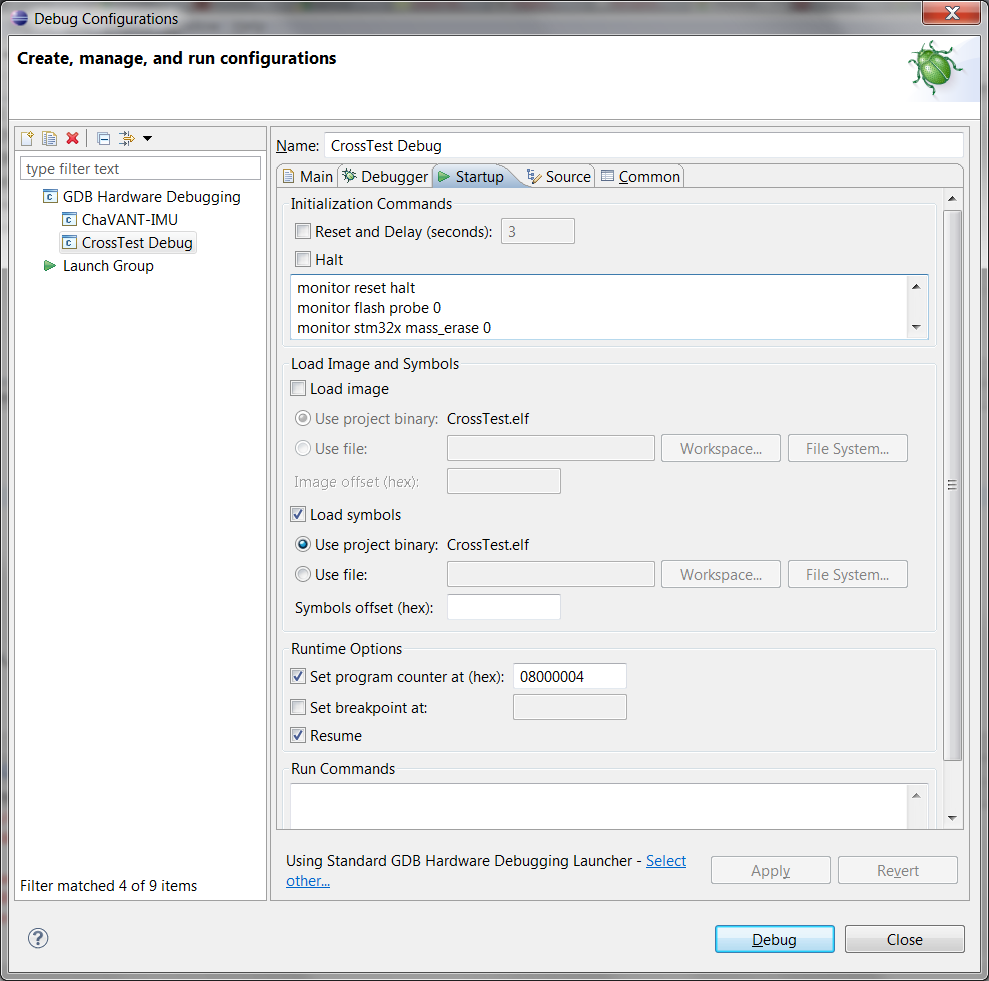 Debug Configurations
Create, manage, and run configurations
type filter text
GDB Hardware Debugging
ChaVANT-IMU
CrossTest Debug
Launch Group
Filter matched 4 of 9 items
Name: CrossTest Debug
Main Debugger Startup Source Common
Initialization Commands
Reset and Delay (seconds): 3
Halt
monitor reset halt
monitor flash probe 0
monitor stm32x mass_erase 0
Load Image and Symbols
Load image
Use project binary: CrossTest.elf
Use file: Workspace... File System...
Image offset (hex):
Load symbols
Use project binary: CrossTest.elf
Use file: Workspace... File System...
Symbols offset (hex):
Runtime Options
Set program counter at (hex): 08000004
Set breakpoint at:
Resume
Run Commands
Using Standard GDB Hardware Debugging Launcher - Select
other...
Apply Revert
? Debug Close